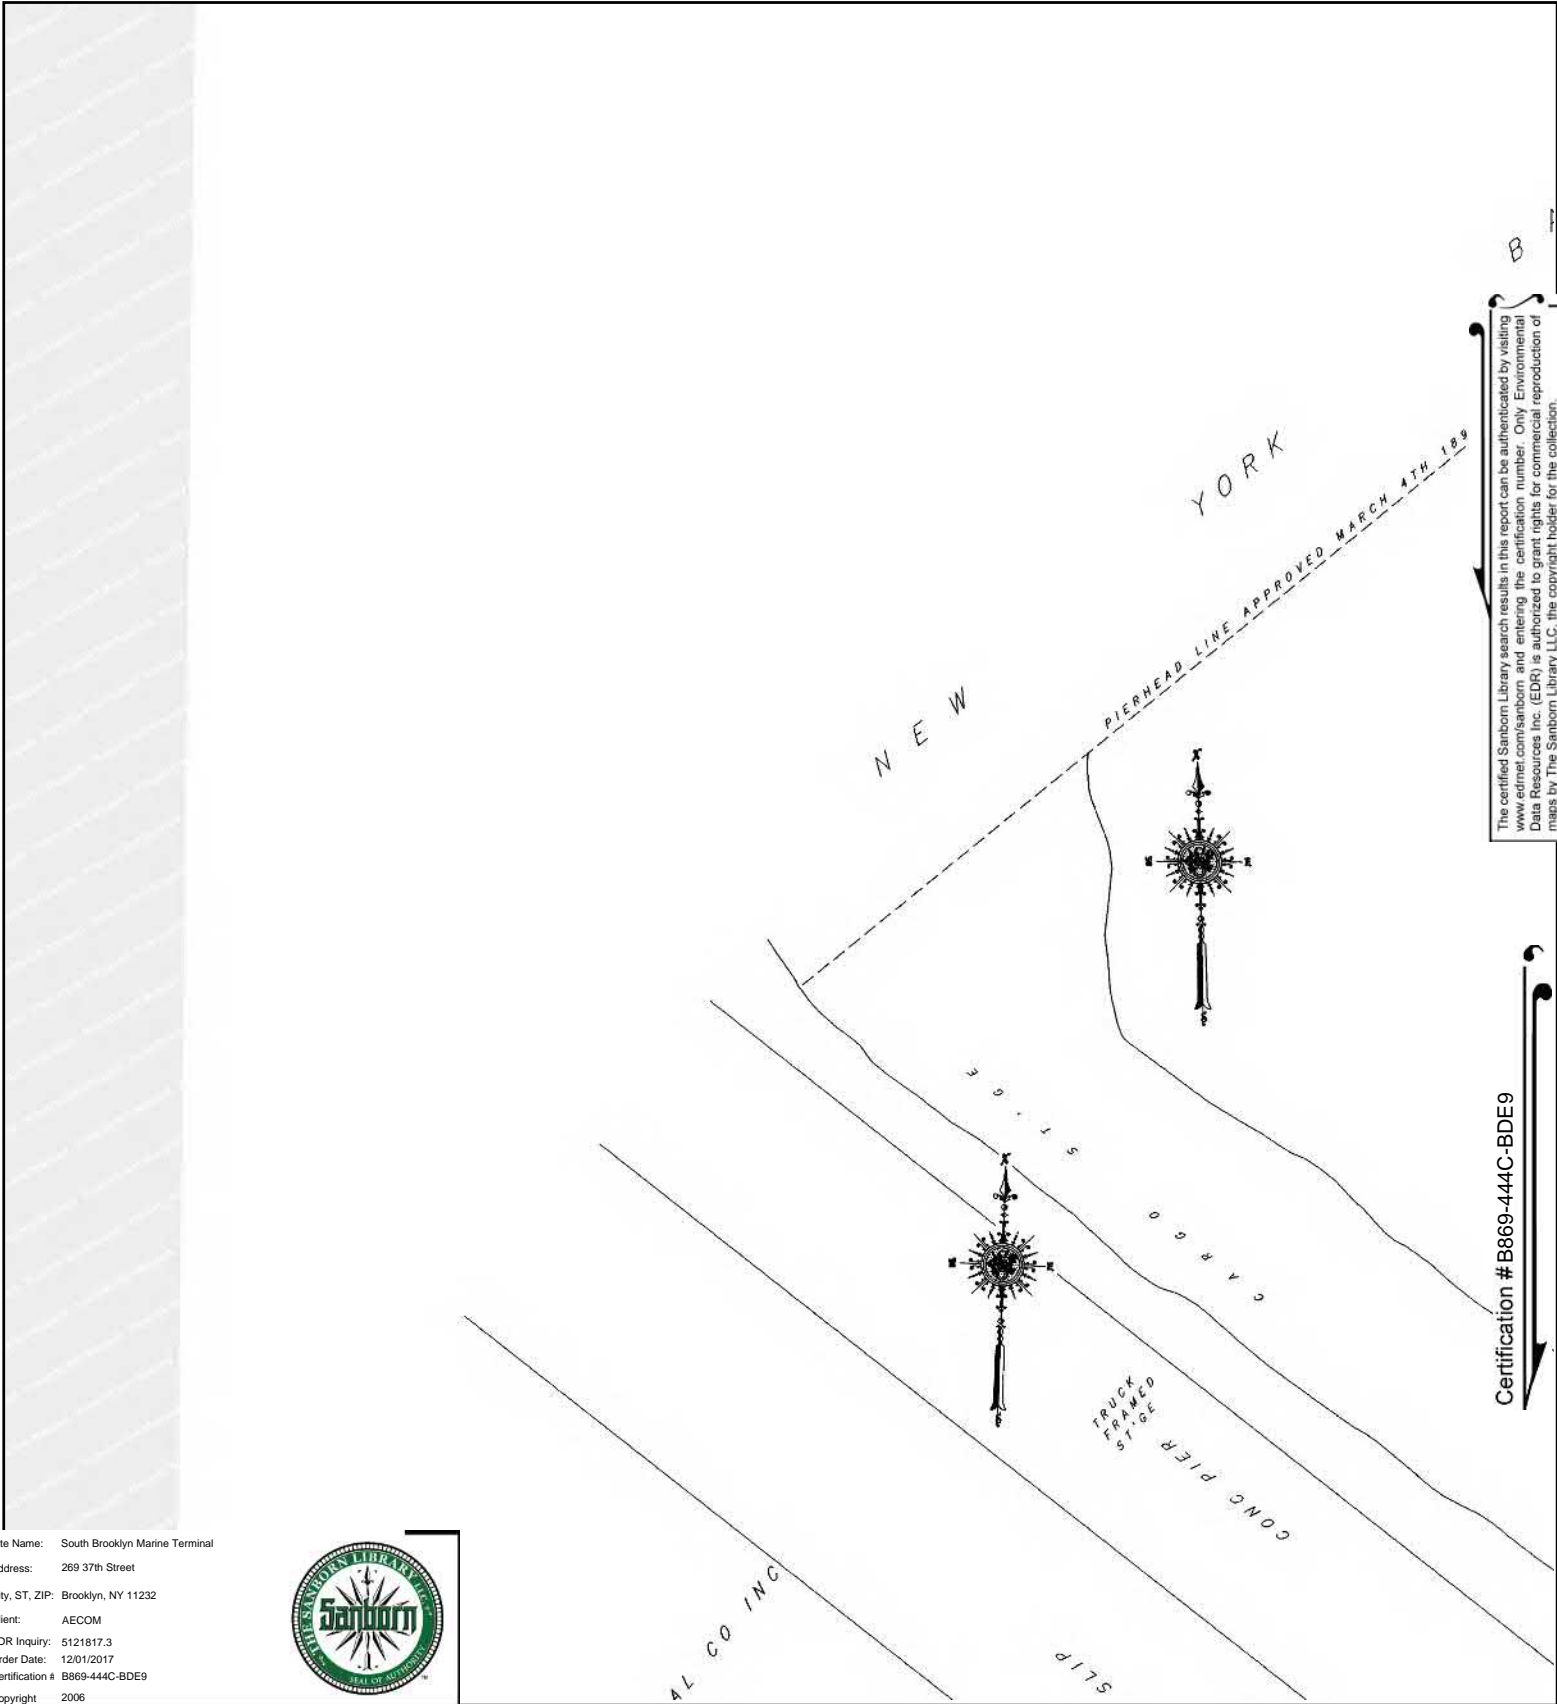 B
The certified Sanborn Library search results in this report can be authenticated by visiting
www.edrnet.com/sanborn and entering the certification number. Only Environmental
Data Resources Inc. (EDR) is authorized to grant rights for commercial reproduction of
maps by The Sanborn Library LLC, the copyright holder for the collection.
YORK
PIERHEAD LINE APPROVED MARCH 4TH 189
NEW
CARGO ST'GE
Certification # B869-444C-BDE9
TRUCK
FRAMED
ST'GE
CONC PIER
AL CO INC
SLIP
te Name: South Brooklyn Marine Terminal
ddress: 269 37th Street
ty, ST, ZIP: Brooklyn, NY 11232
ient: AECOM
DR Inquiry: 5121817.3
rder Date: 12/01/2017
ertification # B869-444C-BDE9
opyright 2006
THE SANBORN LIBRARY LLC
Sanborn
SEAL OF AUTHORITY